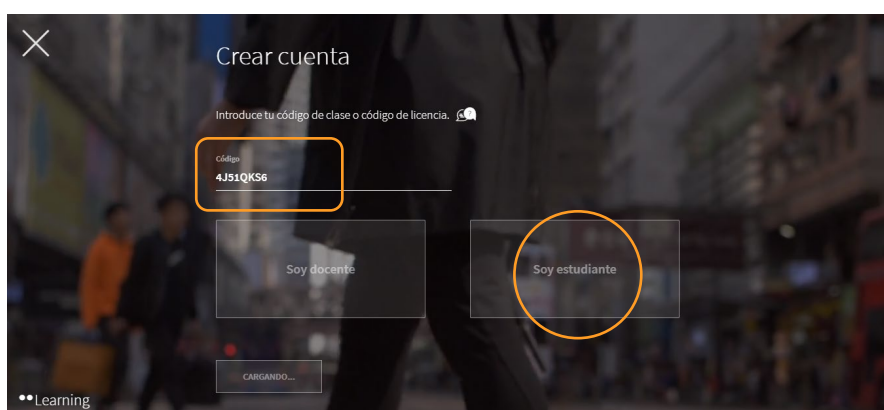 Crear cuenta
Introduce tu código de clase o código de licencia. ?
Código
4J51QKS6
Soy docente
Soy estudiante
CARGANDO...
Learning